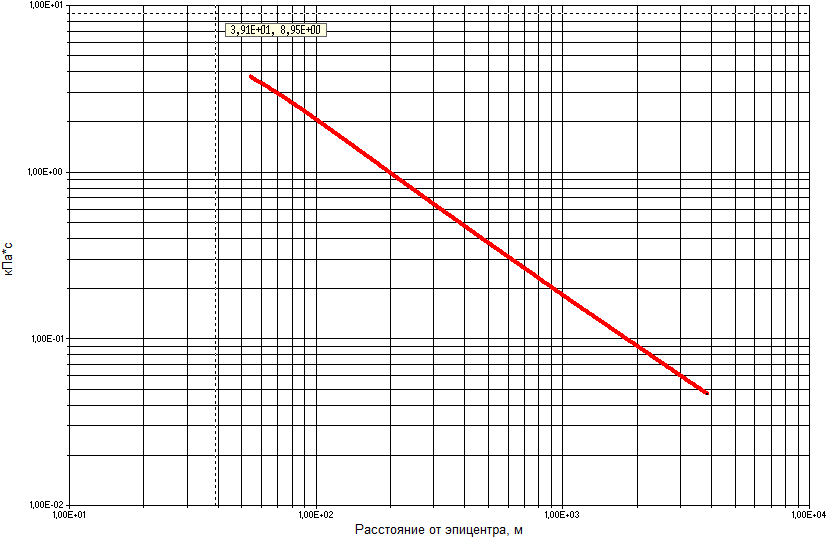 1,00E+01
3,91E+01, 8,95E+00
1,00E+00
кПа*с
1,00E-01
1,00E-02
1,00E+01 1,00E+02 1,00E+03 1,00E+04
Расстояние от эпицентра, м